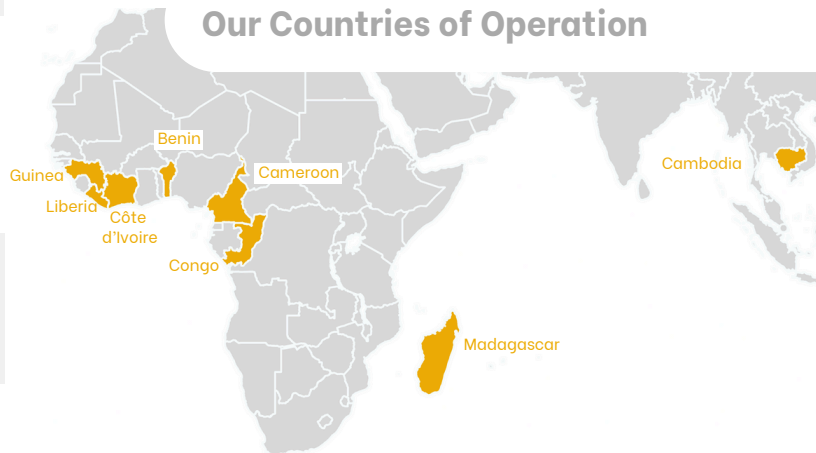 Our Countries of Operation
Benin
Guinea
Cameroon
Cambodia
Liberia
Côte
d'Ivoire
Congo
Madagascar